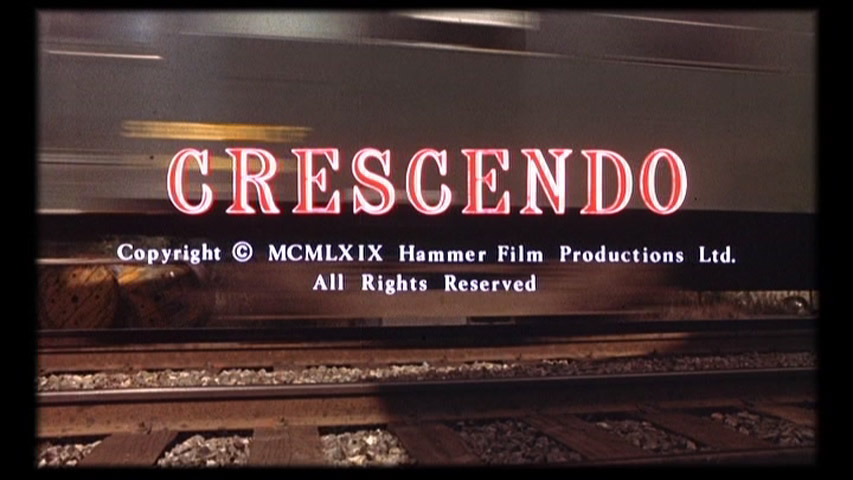 CRESCENDO
Copyright © MCMLXIX Hammer Film Productions Ltd.
All Rights Reserved